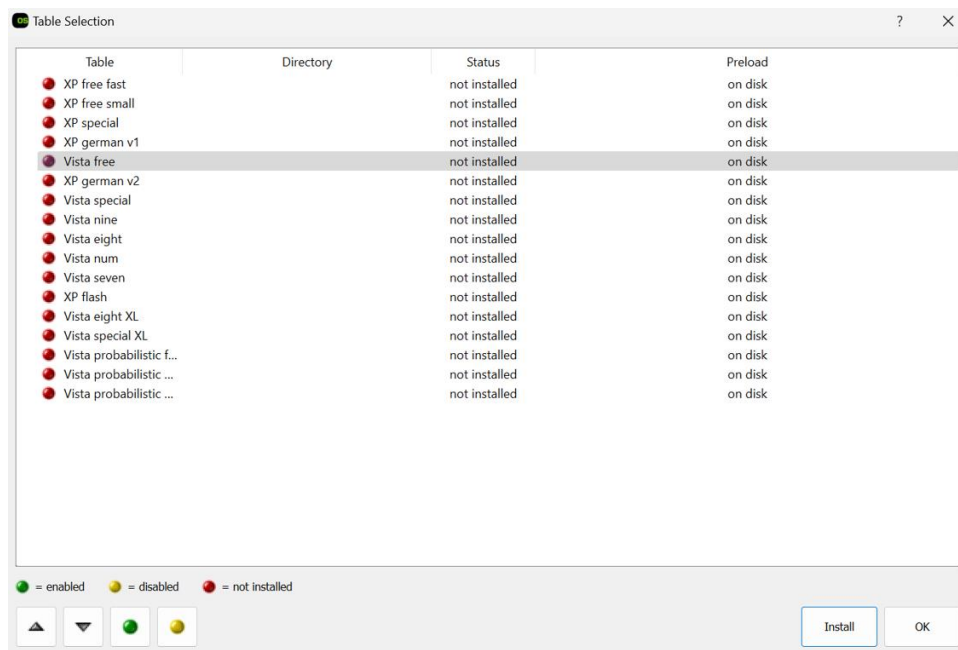 OS Table Selection ? ×
Table Directory Status Preload
XP free fast not installed on disk
XP free small not installed on disk
XP special not installed on disk
XP german v1 not installed on disk
Vista free not installed on disk
XP german v2 not installed on disk
Vista special not installed on disk
Vista nine not installed on disk
Vista eight not installed on disk
Vista num not installed on disk
Vista seven not installed on disk
XP flash not installed on disk
Vista eight XL not installed on disk
Vista special XL not installed on disk
Vista probabilistic f... not installed on disk
Vista probabilistic ... not installed on disk
Vista probabilistic ... not installed on disk
= enabled = disabled = not installed
Install OK